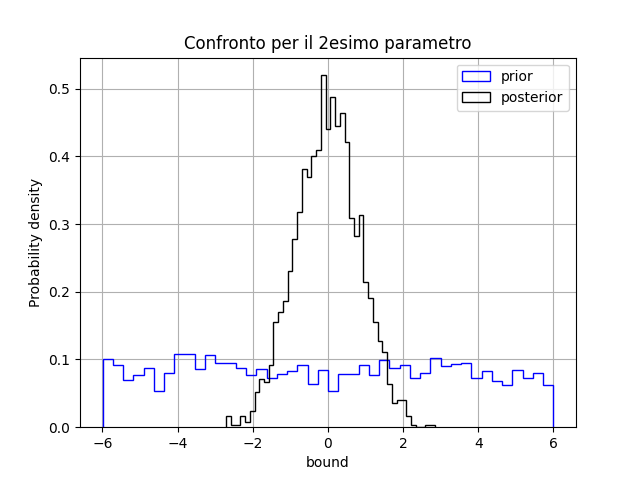 Confronto per il 2esimo parametro
prior
posterior
Probability density
0.5
0.4
0.3
0.2
0.1
0.0
−6
−4
−2
0
2
4
6
bound